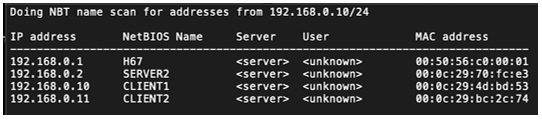 Doing NBT name scan for addresses from 192.168.0.10/24
IP address NetBIOS Name Server User MAC address
------------------------------------------------------------------------------
192.168.0.1 H67 <server> <unknown> 00:50:56:c0:00:01
192.168.0.2 SERVER2 <server> <unknown> 00:0c:29:70:fc:e3
192.168.0.10 CLIENT1 <server> <unknown> 00:0c:29:4d:bd:53
192.168.0.11 CLIENT2 <server> <unknown> 00:0c:29:bc:2c:74